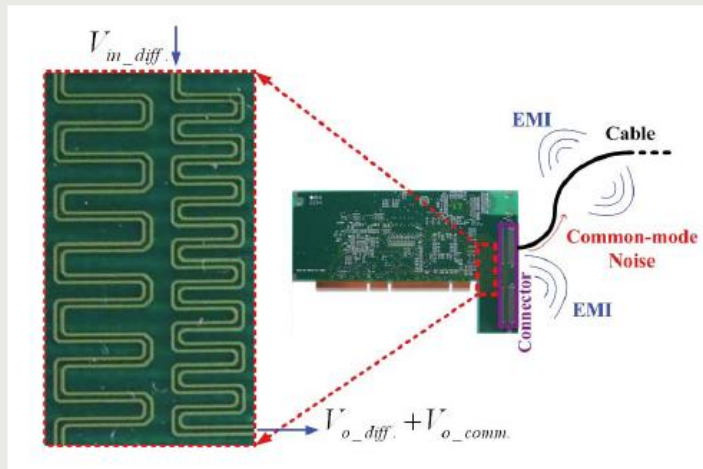 V_in_diff.
EMI
Cable
Common-mode
Noise
Connector
EMI
V_o_diff. + V_o_comm.